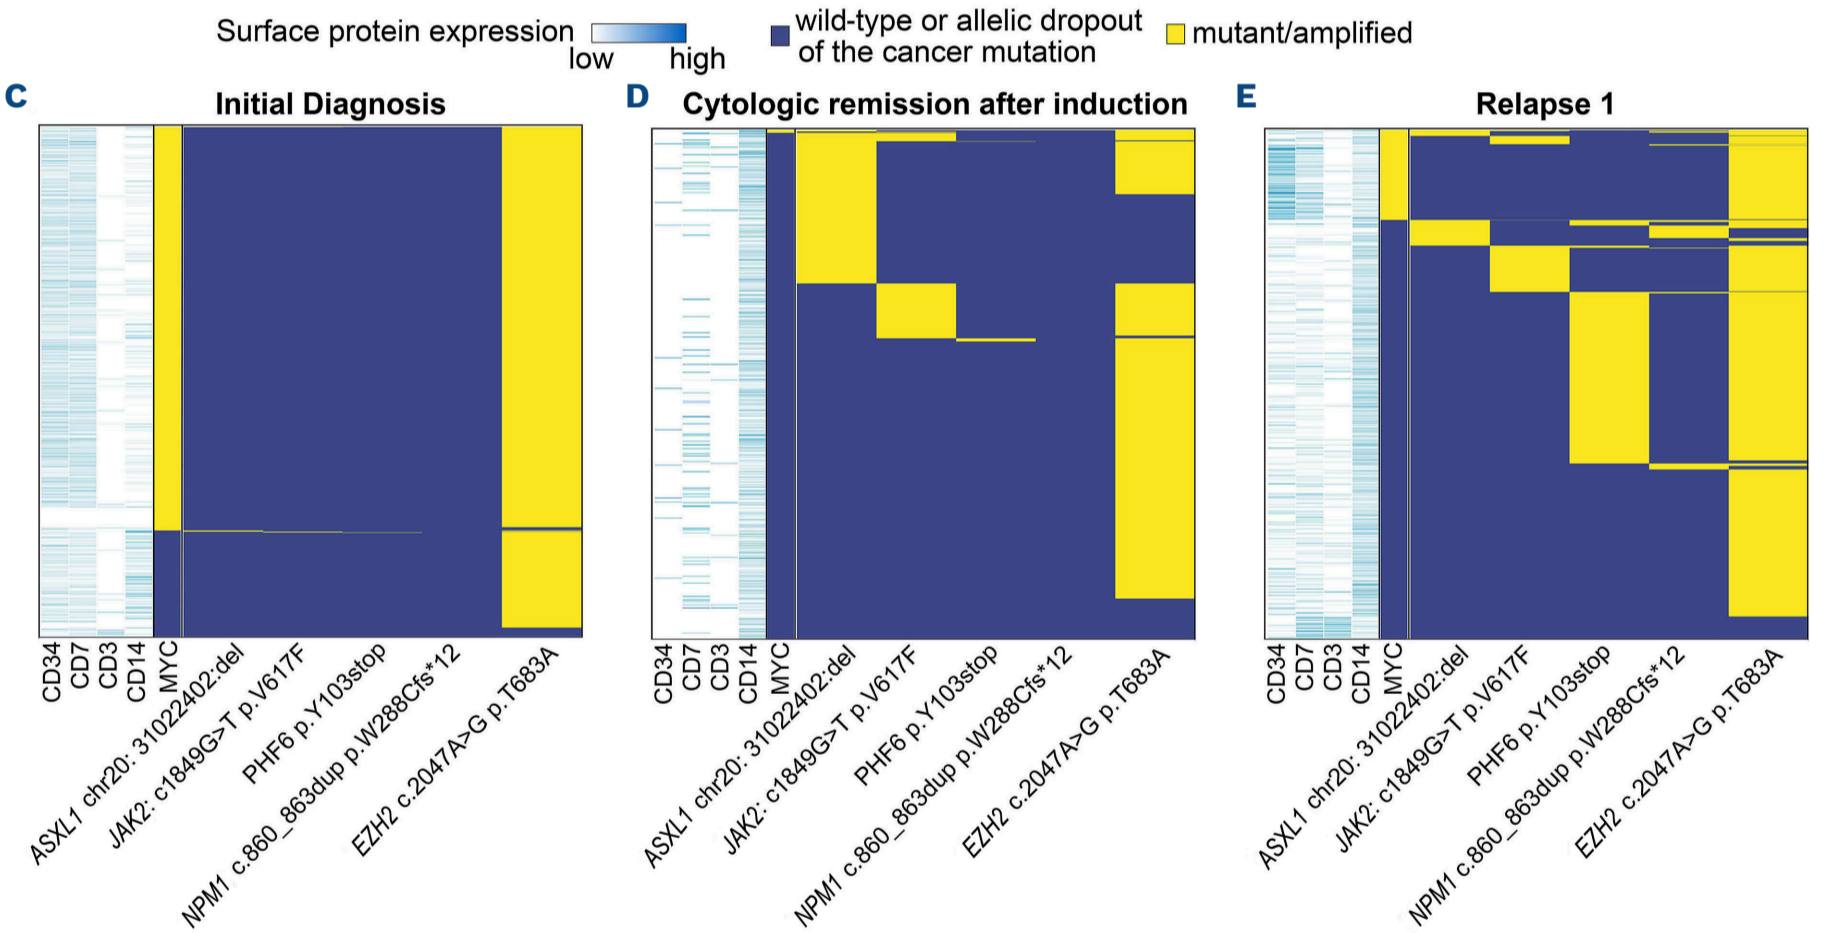 Surface protein expression
low high
wild-type or allelic dropout
of the cancer mutation
mutant/amplified
C
Initial Diagnosis
CD34
CD7
CD3
CD14
MYC
ASXL1 chr20: 31022402:del
JAK2: c1849G>T p.V617F
PHF6 p.Y103stop
NPM1 c.860_863dup p.W288Cfs*12
EZH2 c.2047A>G p.T683A
D
Cytologic remission after induction
CD34
CD7
CD3
CD14
MYC
ASXL1 chr20: 31022402:del
JAK2: c1849G>T p.V617F
PHF6 p.Y103stop
NPM1 c.860_863dup p.W288Cfs*12
EZH2 c.2047A>G p.T683A
E
Relapse 1
CD34
CD7
CD3
CD14
MYC
ASXL1 chr20: 31022402:del
JAK2: c1849G>T p.V617F
PHF6 p.Y103stop
NPM1 c.860_863dup p.W288Cfs*12
EZH2 c.2047A>G p.T683A